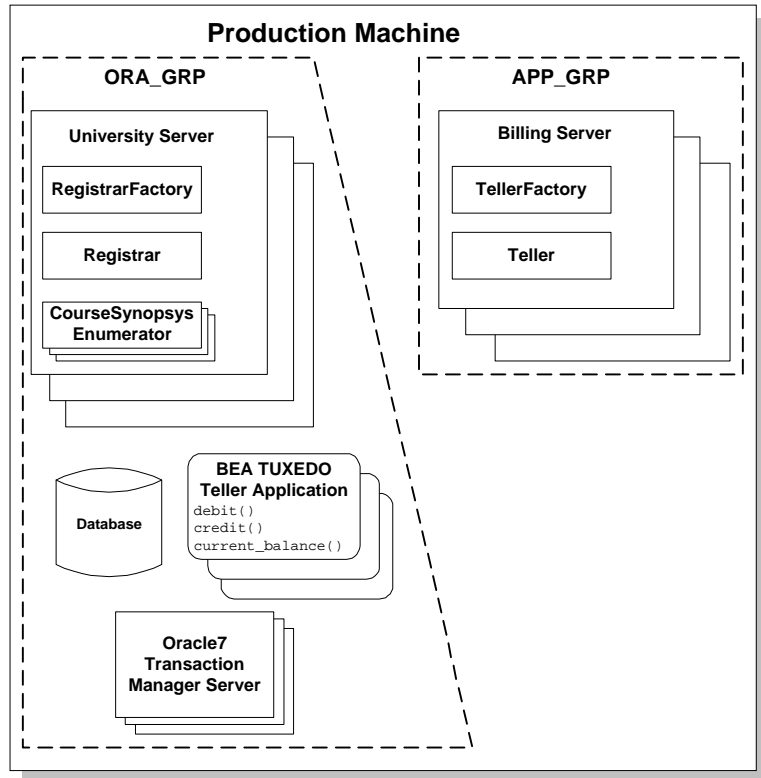 Production Machine
ORA_GRP
University Server
RegistrarFactory
Registrar
CourseSynopsys
Enumerator
Database
BEA TUXEDO
Teller Application
debit()
credit()
current_balance()
Oracle7
Transaction
Manager Server
APP_GRP
Billing Server
TellerFactory
Teller